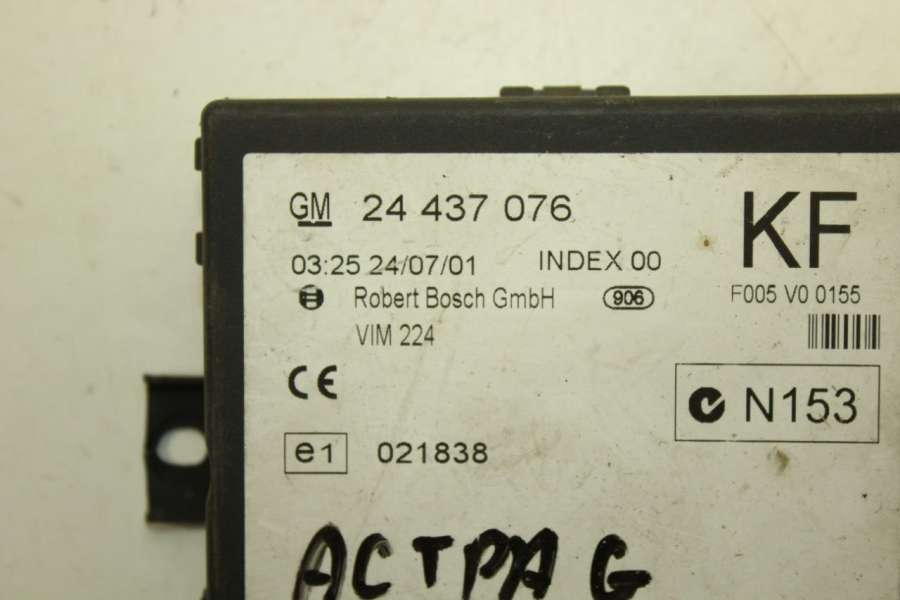 GM 24 437 076 KF
03:25 24/07/01 INDEX 00
Robert Bosch GmbH 906 F005 V0 0155
VIM 224
CE
N153
e1 021838
АСТРА G